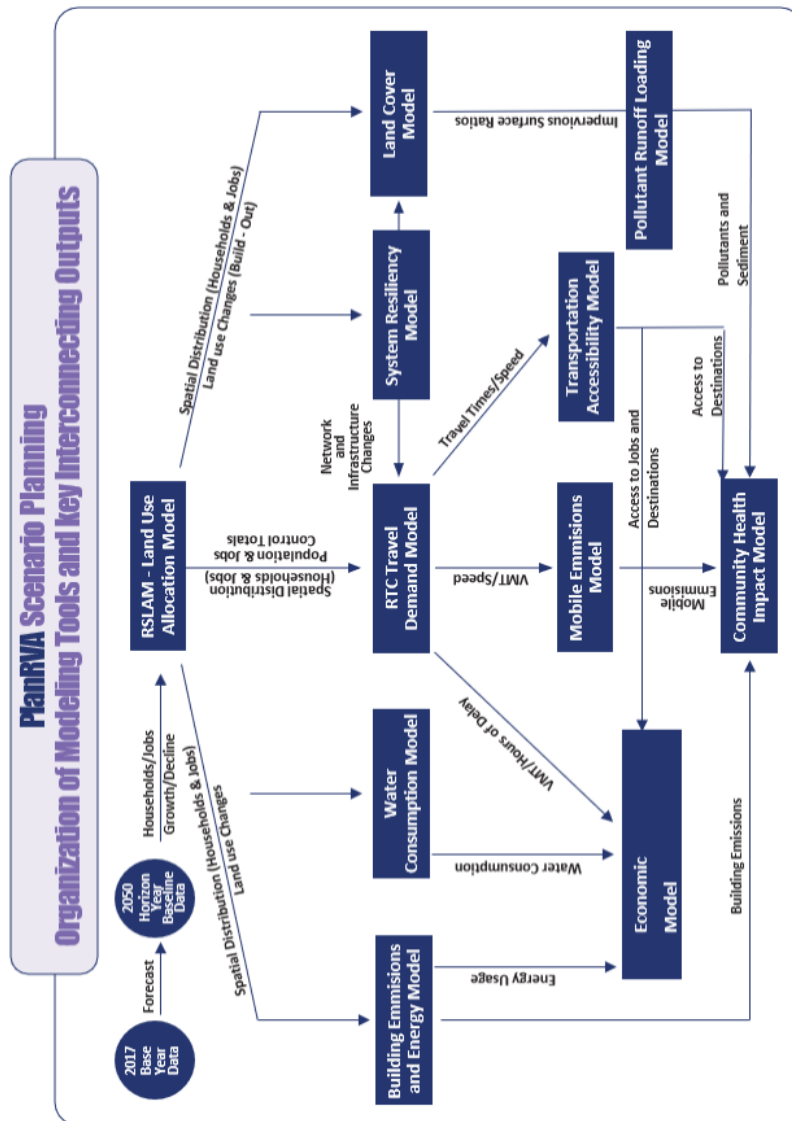 PlanRVA Scenario Planning
Organization of Modeling Tools and key Interconnecting Outputs
2017
Base
Year
Data
Forecast
2050
Horizon
Year
Baseline
Data
Households/Jobs
Growth/Decline
RSLAM - Land Use
Allocation Model
Spatial Distribution (Households & Jobs)
Land use Changes
Spatial Distribution
(Households & Jobs)
Population & Jobs
Control Totals
Spatial Distribution (Households & Jobs)
Land use Changes (Build - Out)
Building Emmisions
and Energy Model
Water
Consumption Model
RTC Travel
Demand Model
Network
and
Infrastructure
Changes
System Resiliency
Model
Land Cover
Model
Energy Usage
Water Consumption
VMT/Hours of Delay
VMT/Speed
Travel Times/Speed
Impervious Surface Ratios
Mobile Emmisions Model
Transportation
Accessibility Model
Pollutant Runoff Loading
Model
Economic
Model
Access to Jobs and
Destinations
Mobile
Emmisions
Access to
Destinations
Pollutants and
Sediment
Building Emissions
Community Health
Impact Model